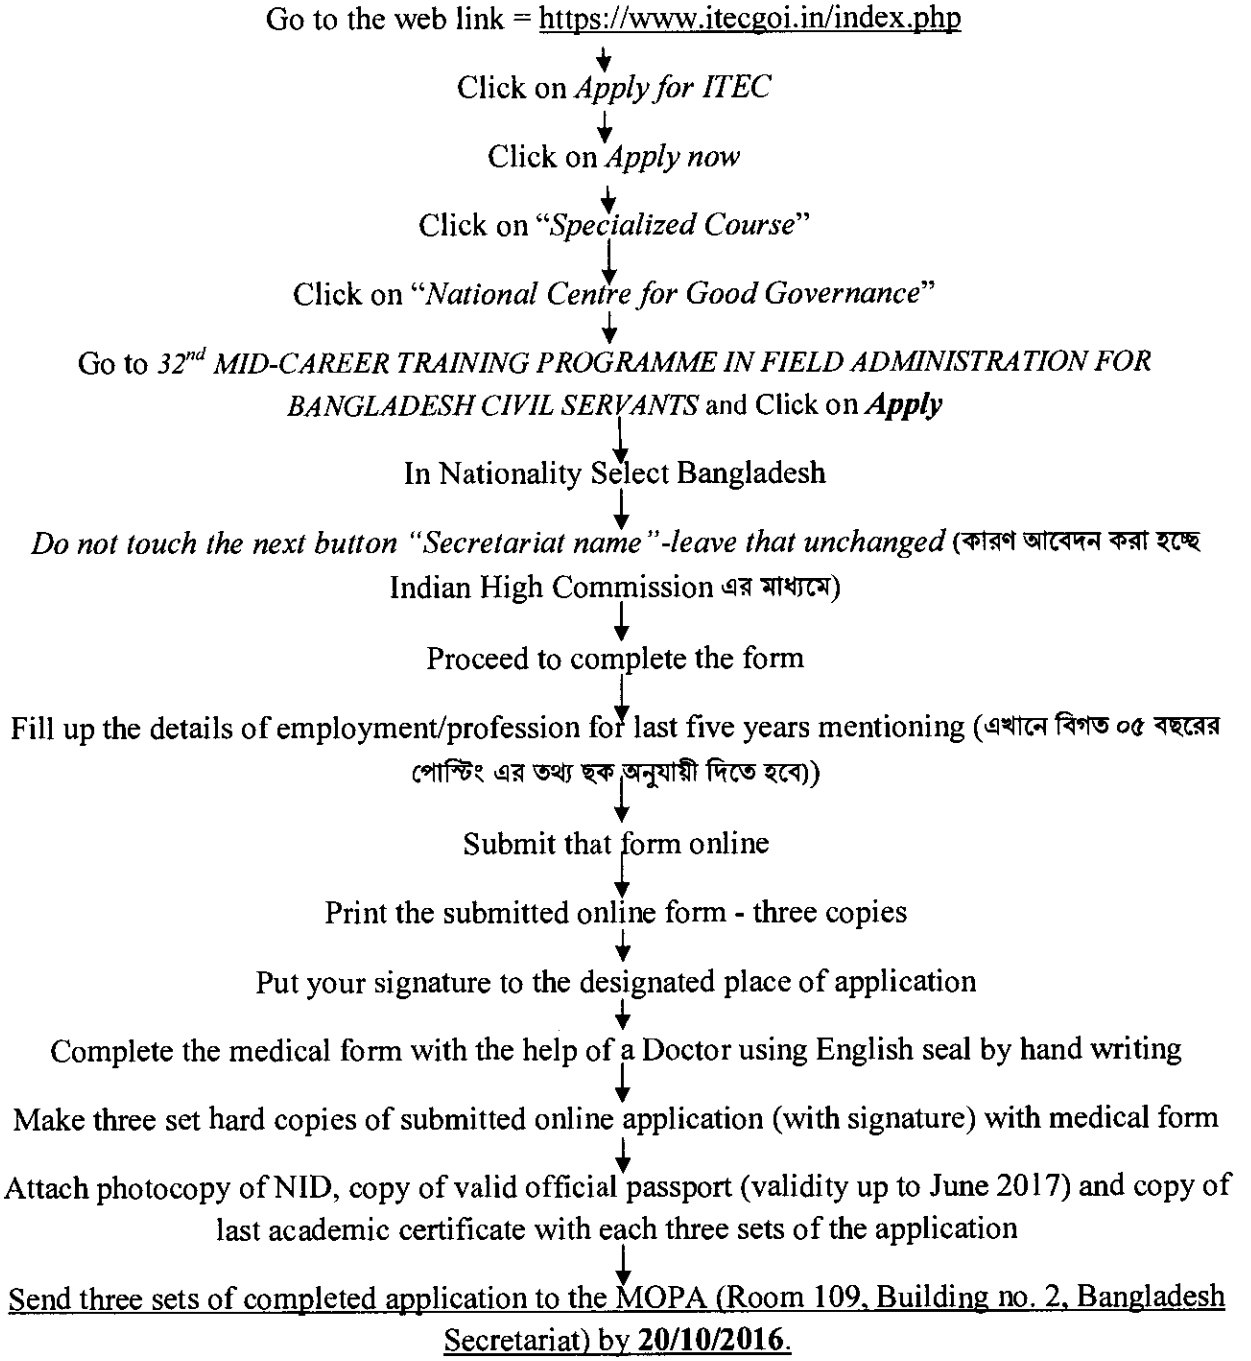 Go to the web link = https://www.itecgoi.in/index.php
Click on Apply for ITEC
Click on Apply now
Click on “Specialized Course”
Click on “National Centre for Good Governance”
Go to 32nd MID-CAREER TRAINING PROGRAMME IN FIELD ADMINISTRATION FOR
BANGLADESH CIVIL SERVANTS and Click on Apply
In Nationality Select Bangladesh
Do not touch the next button “Secretariat name”-leave that unchanged (কারণ আবেদন করা হচ্ছে
Indian High Commission এর মাধ্যমে)
Proceed to complete the form
Fill up the details of employment/profession for last five years mentioning (এখানে বিগত ০৫ বছরের
পোস্টিং এর তথ্য ছক অনুযায়ী দিতে হবে))
Submit that form online
Print the submitted online form - three copies
Put your signature to the designated place of application
Complete the medical form with the help of a Doctor using English seal by hand writing
Make three set hard copies of submitted online application (with signature) with medical form
Attach photocopy of NID, copy of valid official passport (validity up to June 2017) and copy of
last academic certificate with each three sets of the application
Send three sets of completed application to the MOPA (Room 109, Building no. 2, Bangladesh
Secretariat) by 20/10/2016.